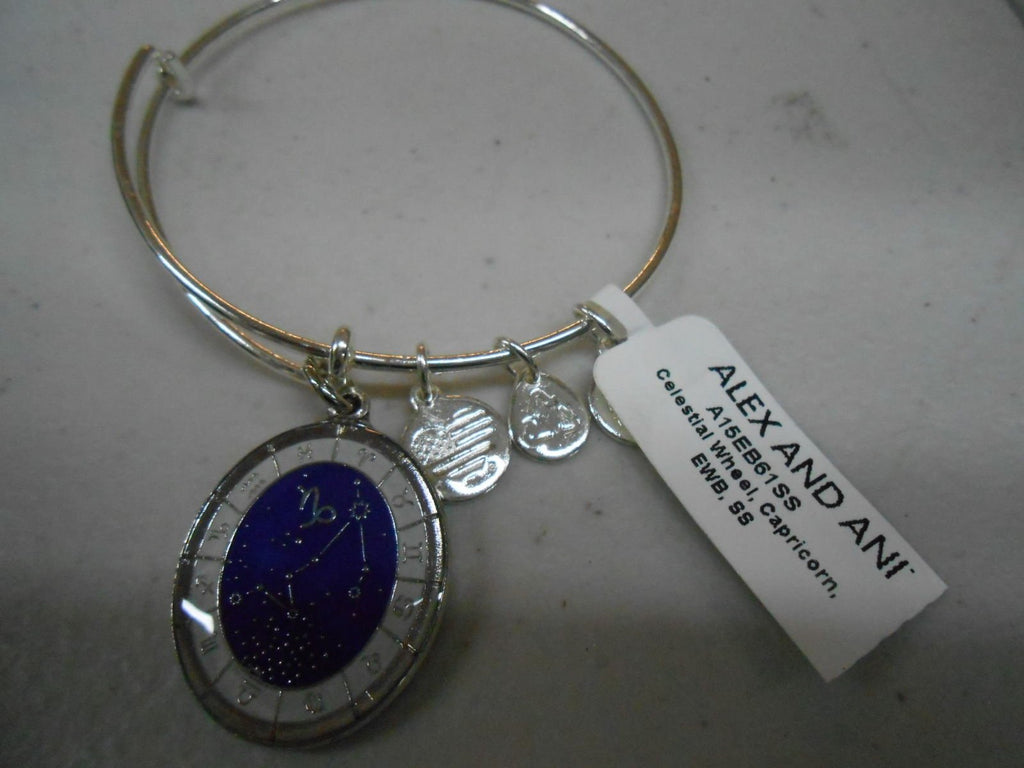 ALEX AND ANI
A15EB61SS
Celestial Wheel, Capricorn,
EWB, SS